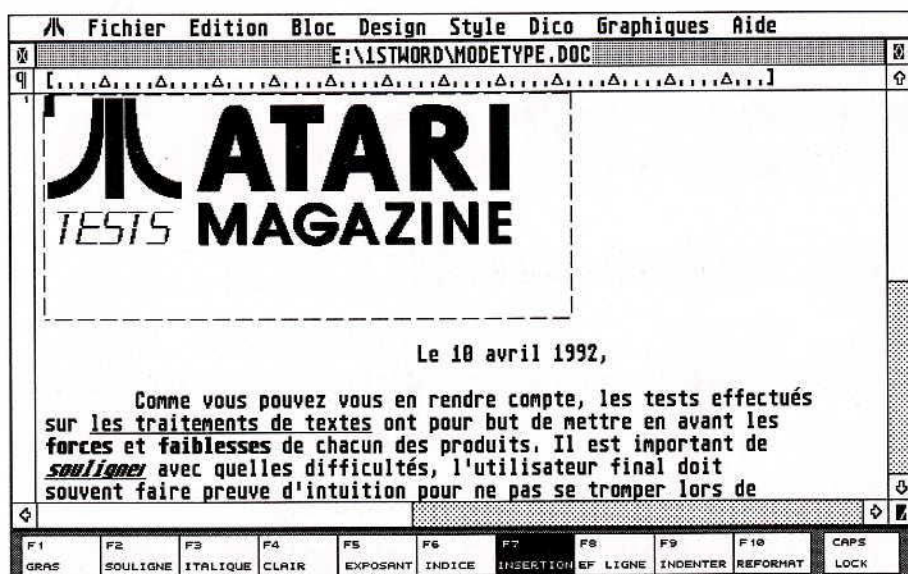 Fichier Edition Bloc Design Style Dico Graphiques Aide
E:\1STWORD\MODETYPE.DOC
ATARI
TESTS MAGAZINE
Le 10 avril 1992,
Comme vous pouvez vous en rendre compte, les tests effectués
sur les traitements de textes ont pour but de mettre en avant les
forces et faiblesses de chacun des produits. Il est important de
souligner avec quelles difficultés, l'utilisateur final doit
souvent faire preuve d'intuition pour ne pas se tromper lors de
F1 F2 F3 F4 F5 F6 F7 F8 F9 F10 CAPS
GRAS SOULIGNE ITALIQUE CLAIR EXPOSANT INDICE INSERTION EF LIGNE INDENTER REFORMAT LOCK